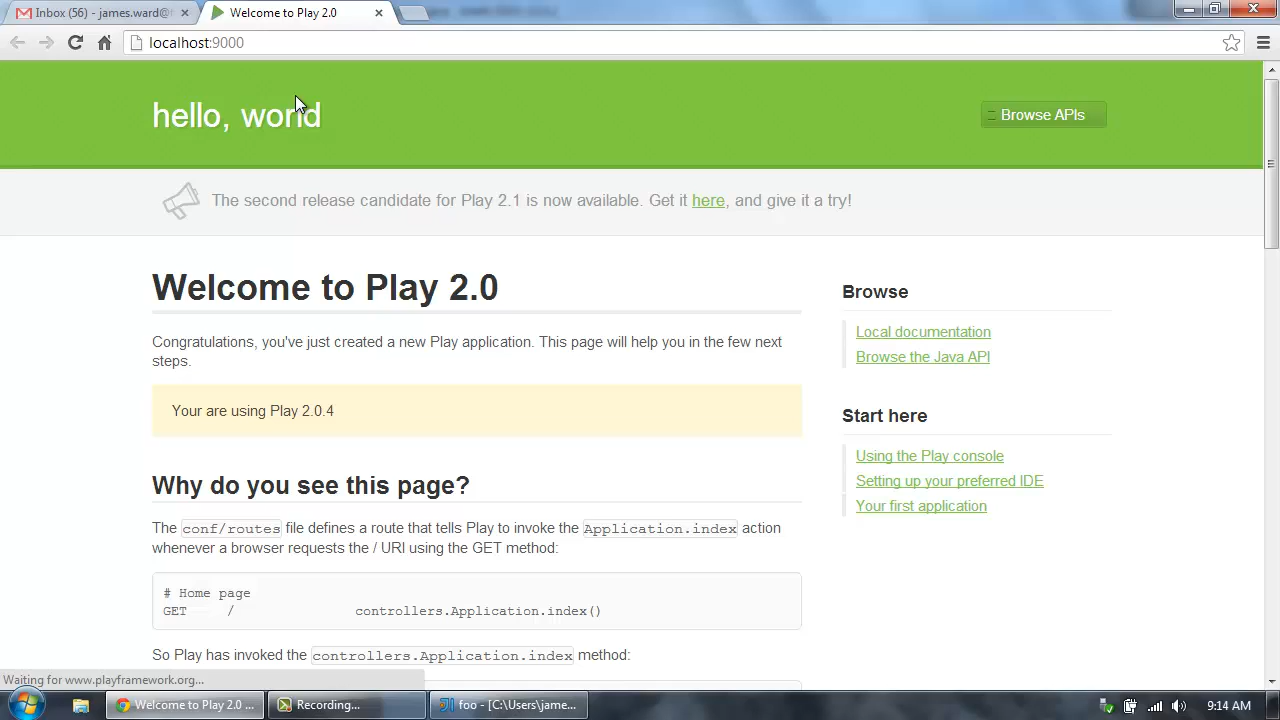 Inbox (56) - james.ward@
Welcome to Play 2.0
localhost:9000
hello, world
Browse APIs
The second release candidate for Play 2.1 is now available. Get it here, and give it a try!
Welcome to Play 2.0
Congratulations, you've just created a new Play application. This page will help you in the few next
steps.
Your are using Play 2.0.4
Why do you see this page?
The conf/routes file defines a route that tells Play to invoke the Application.index action
whenever a browser requests the / URI using the GET method:
# Home page
GET / controllers.Application.index()
So Play has invoked the controllers.Application.index method:
Browse
Local documentation
Browse the Java API
Start here
Using the Play console
Setting up your preferred IDE
Your first application
Waiting for www.playframework.org...
Welcome to Play 2.0 ...
Recording...
foo - [C:\Users\jame...
9:14 AM